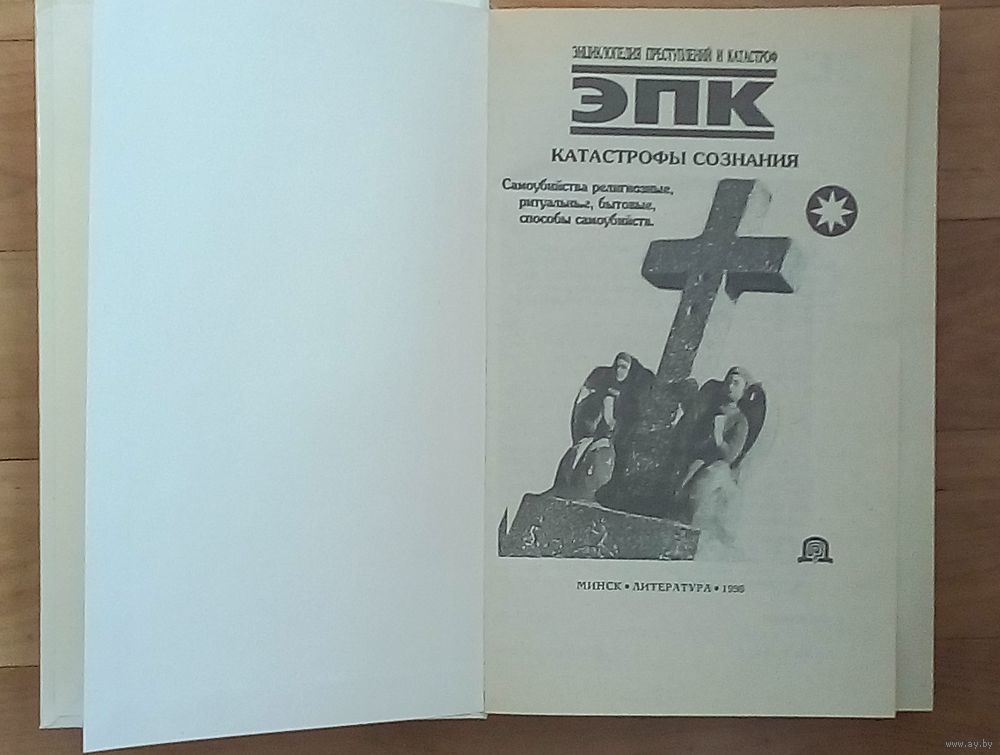 ЭНЦИКЛОПЕДИЯ ПРЕСТУПЛЕНИЙ И КАТАСТРОФ
ЭПК
КАТАСТРОФЫ СОЗНАНИЯ
Самоубийства религиозные,
ритуальные, бытовые,
способы самоубийств.
МИНСК • ЛИТЕРАТУРА • 1996
www.ay.by